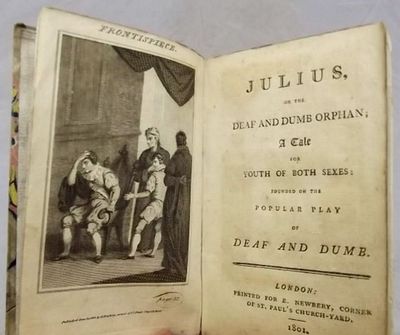 FRONTISPIECE.
JULIUS,
OR THE
DEAF AND DUMB ORPHAN;
A Tale
FOR
YOUTH OF BOTH SEXES:
FOUNDED ON THE
POPULAR PLAY
OF
DEAF AND DUMB.
LONDON:
PRINTED FOR E. NEWBERY, CORNER
OF ST. PAUL'S CHURCH-YARD.
1801.